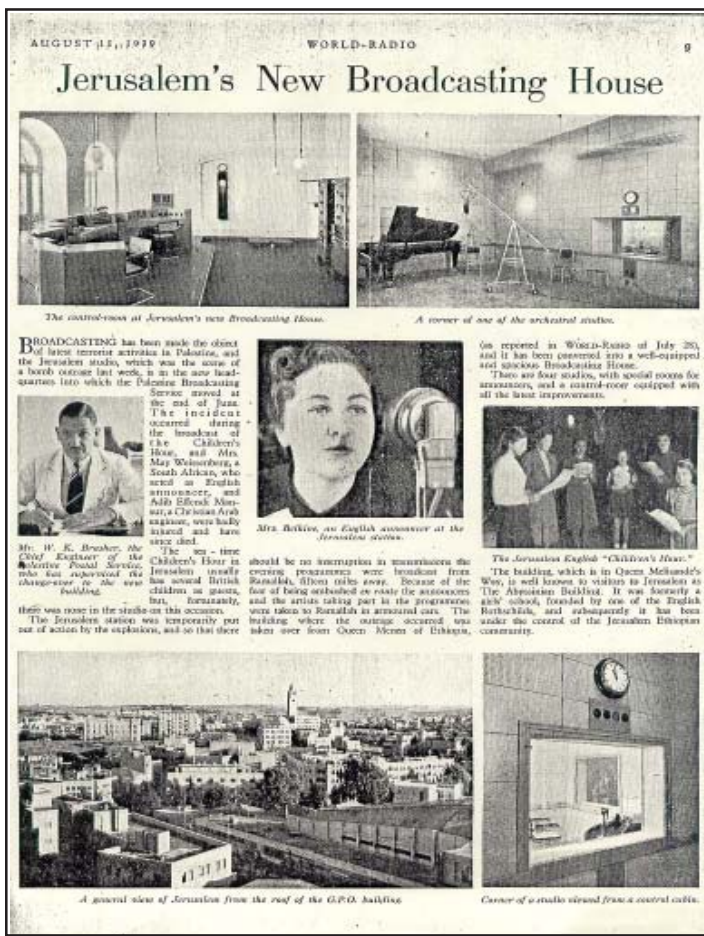 AUGUST 11, 1939
WORLD-RADIO
9
Jerusalem's New Broadcasting House
The control-room at Jerusalem's new Broadcasting House.
A corner of one of the orchestral studios.
BROADCASTING has been made the object
of latest terrorist activities in Palestine, and
the Jerusalem studio, which was the scene of
a bomb outrage last week, is in the new head-
quarters into which the Palestine Broadcasting
Service moved at
the end of June.
The incident
occurred during
the broadcast of
the Children's
Hour, and Mrs.
May Weissenberg, a
South African, who
acted as English
announcer, and
Adib Effendi Man-
sur, a Christian Arab
engineer, were badly
injured and have
since died.
The tea-time
Children's Hour in
Jerusalem usually
has several British
children as guests,
but, fortunately,
there was none in the studio on this occasion.
The Jerusalem station was temporarily put
out of action by the explosions, and so that there
Mr. W. K. Brasher, the
Chief Engineer of the
Palestine Postal Service,
who has supervised the
change-over to the new
building.
Mrs. Belkine, an English announcer at the
Jerusalem station.
should be no interruption in transmissions the
evening programmes were broadcast from
Ramallah, fifteen miles away. Because of the
fear of being ambushed en route the announcers
and the artists taking part in the programmes
were taken to Ramallah in armoured cars. The
building where the outrage occurred was
taken over from Queen Menen of Ethiopia,
(as reported in WORLD-RADIO of July 28),
and it has been converted into a well-equipped
and spacious Broadcasting House.
There are four studios, with special rooms for
announcers, and a control-room equipped with
all the latest improvements.
The Jerusalem English "Children's Hour."
The building, which is in Queen Melisande's
Way, is well known to visitors to Jerusalem as
The Abyssinian Building. It was formerly a
girls' school, founded by one of the English
Rothschilds, and subsequently it has been
under the control of the Jerusalem Ethiopian
community.
A general view of Jerusalem from the roof of the G.P.O. building.
Corner of a studio viewed from a control cabin.